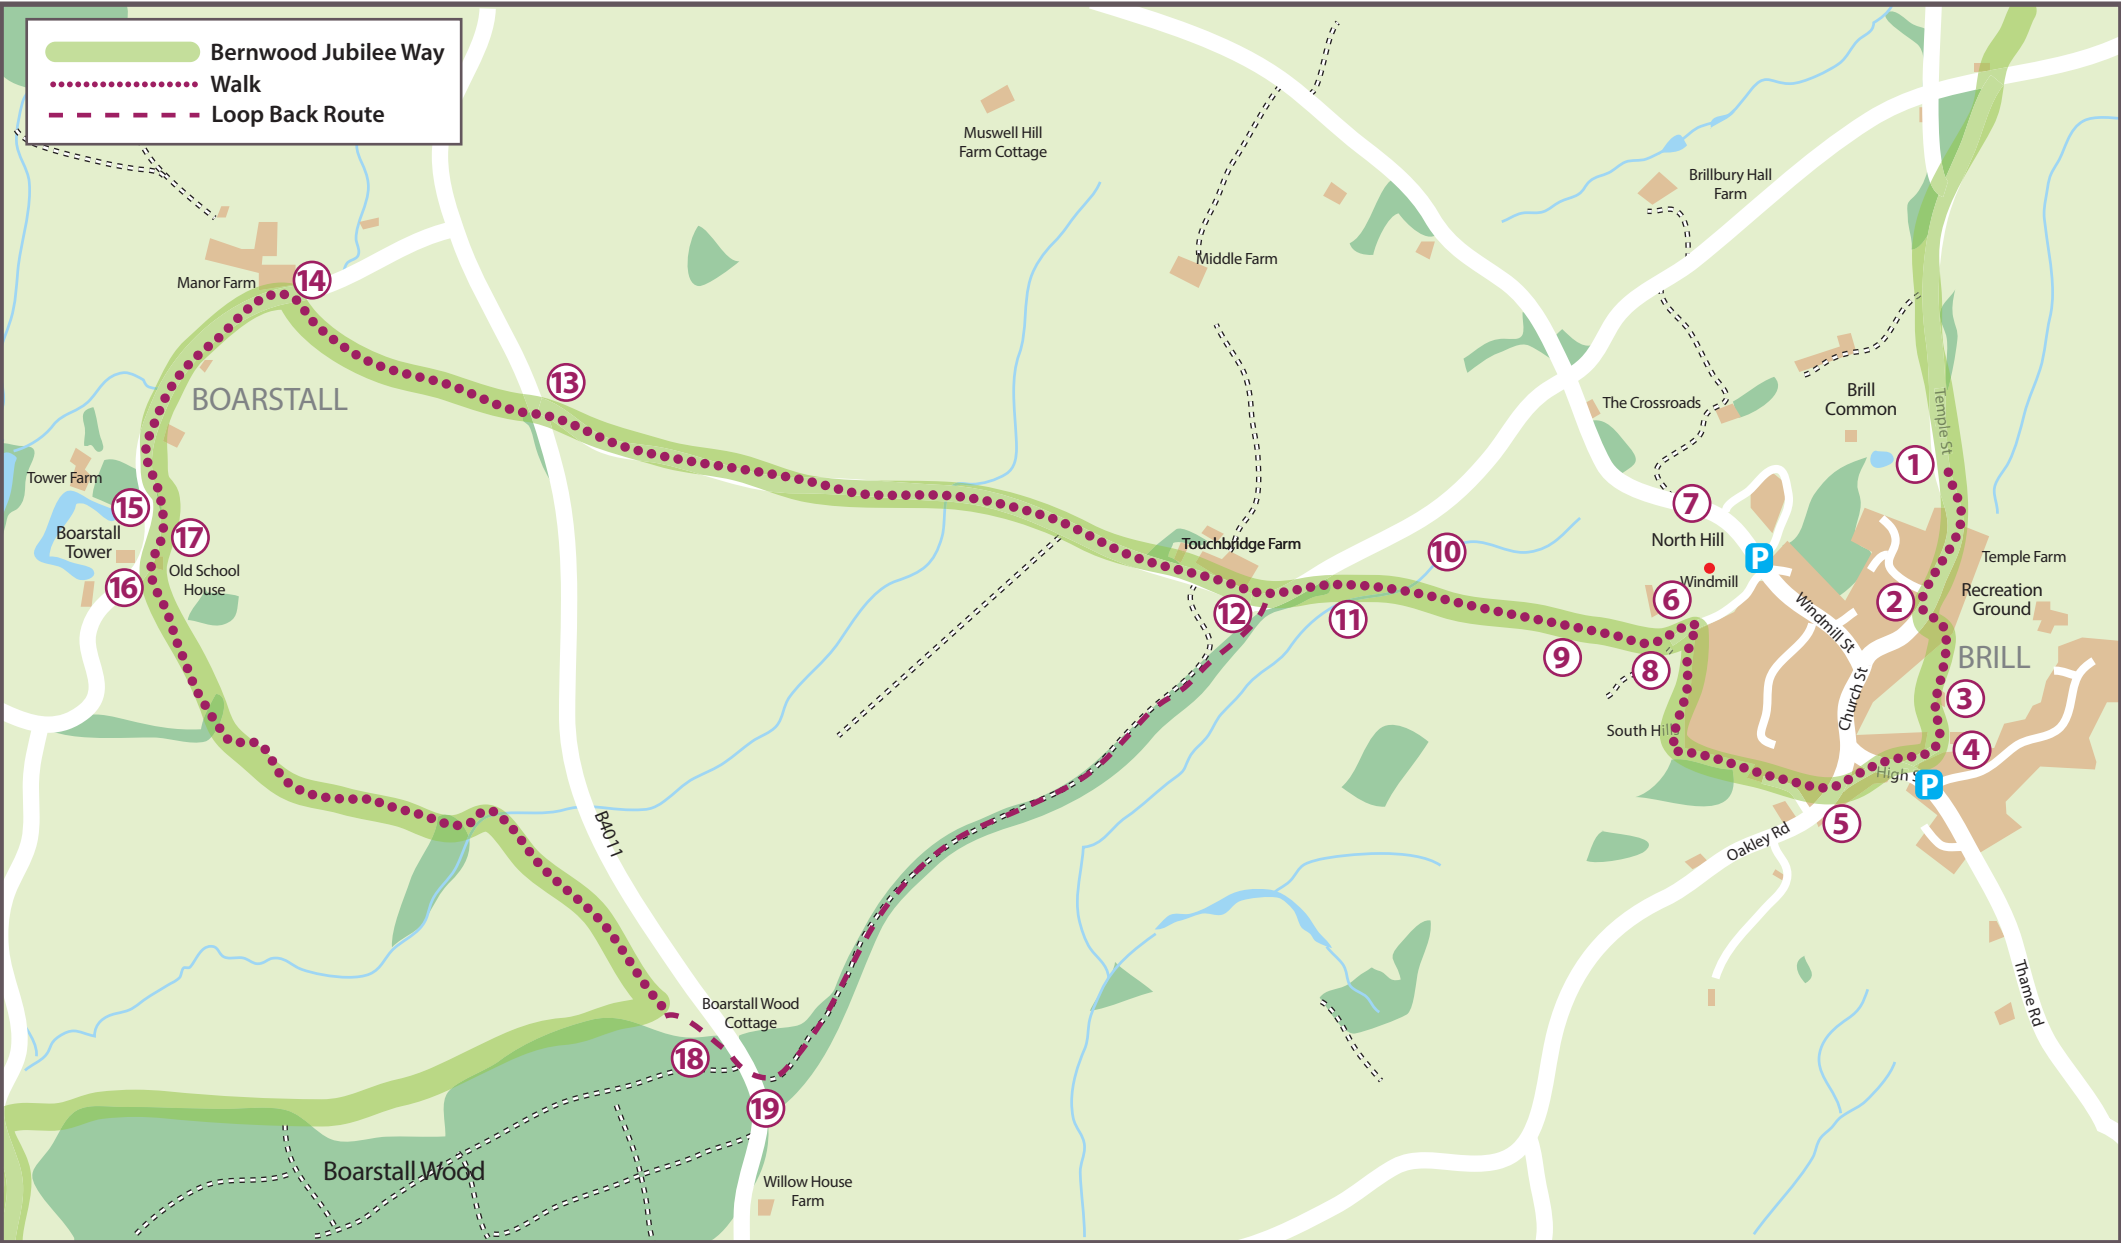 Bernwood Jubilee Way
Walk
Loop Back Route
Muswell Hill
Farm Cottage
Brillbury Hall
Farm
Middle Farm
Manor Farm
14
BOARSTALL
13
The Crossroads
Brill
Common
Temple St
1
Tower Farm
15
Boarstall
Tower
17
16
Old School
House
7
North Hill
P
Windmill
6
Touchbridge Farm
10
12
11
9
8
Windmill St
Temple Farm
2
Recreation
Ground
BRILL
3
Church St
South Hills
4
High St
P
5
Oakley Rd
B4011
Thame Rd
Boarstall Wood
Cottage
18
19
Boarstall Wood
Willow House
Farm